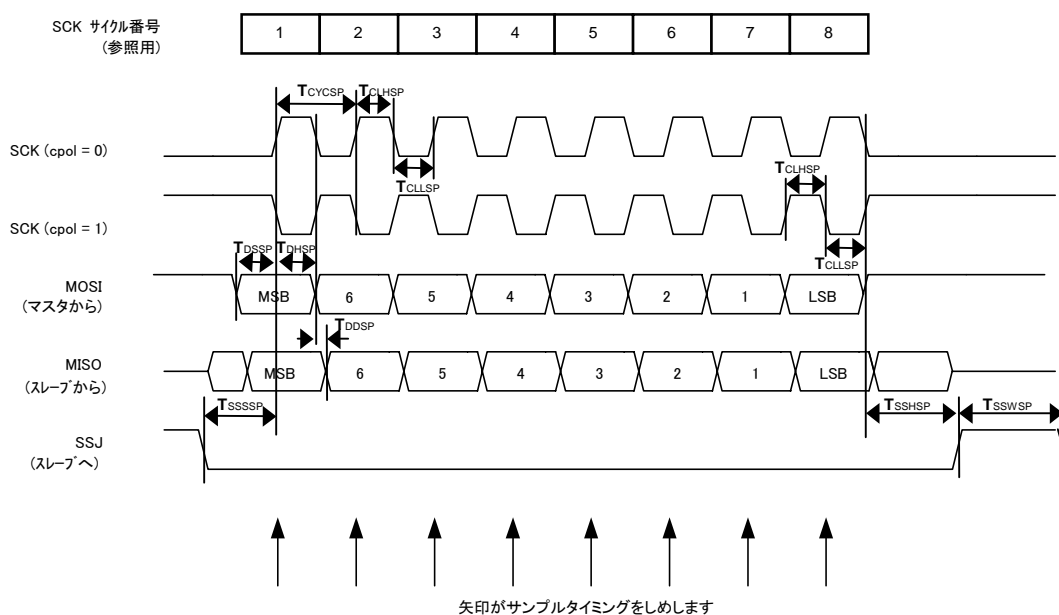 SCK サイクル番号
(参照用)
1 2 3 4 5 6 7 8
TCYCSP TCLHSP
SCK (cpol = 0)
TCLLSP
TCLHSP
SCK (cpol = 1)
TDSSP TDHSP
TCLLSP
MOSI
(マスタから)
MSB 6 5 4 3 2 1 LSB
TDDSP
MISO
(スレーブから)
MSB 6 5 4 3 2 1 LSB
TSSSSP
TSSHSP TSSWSP
SSJ
(スレーブへ)
矢印がサンプルタイミングをしめします